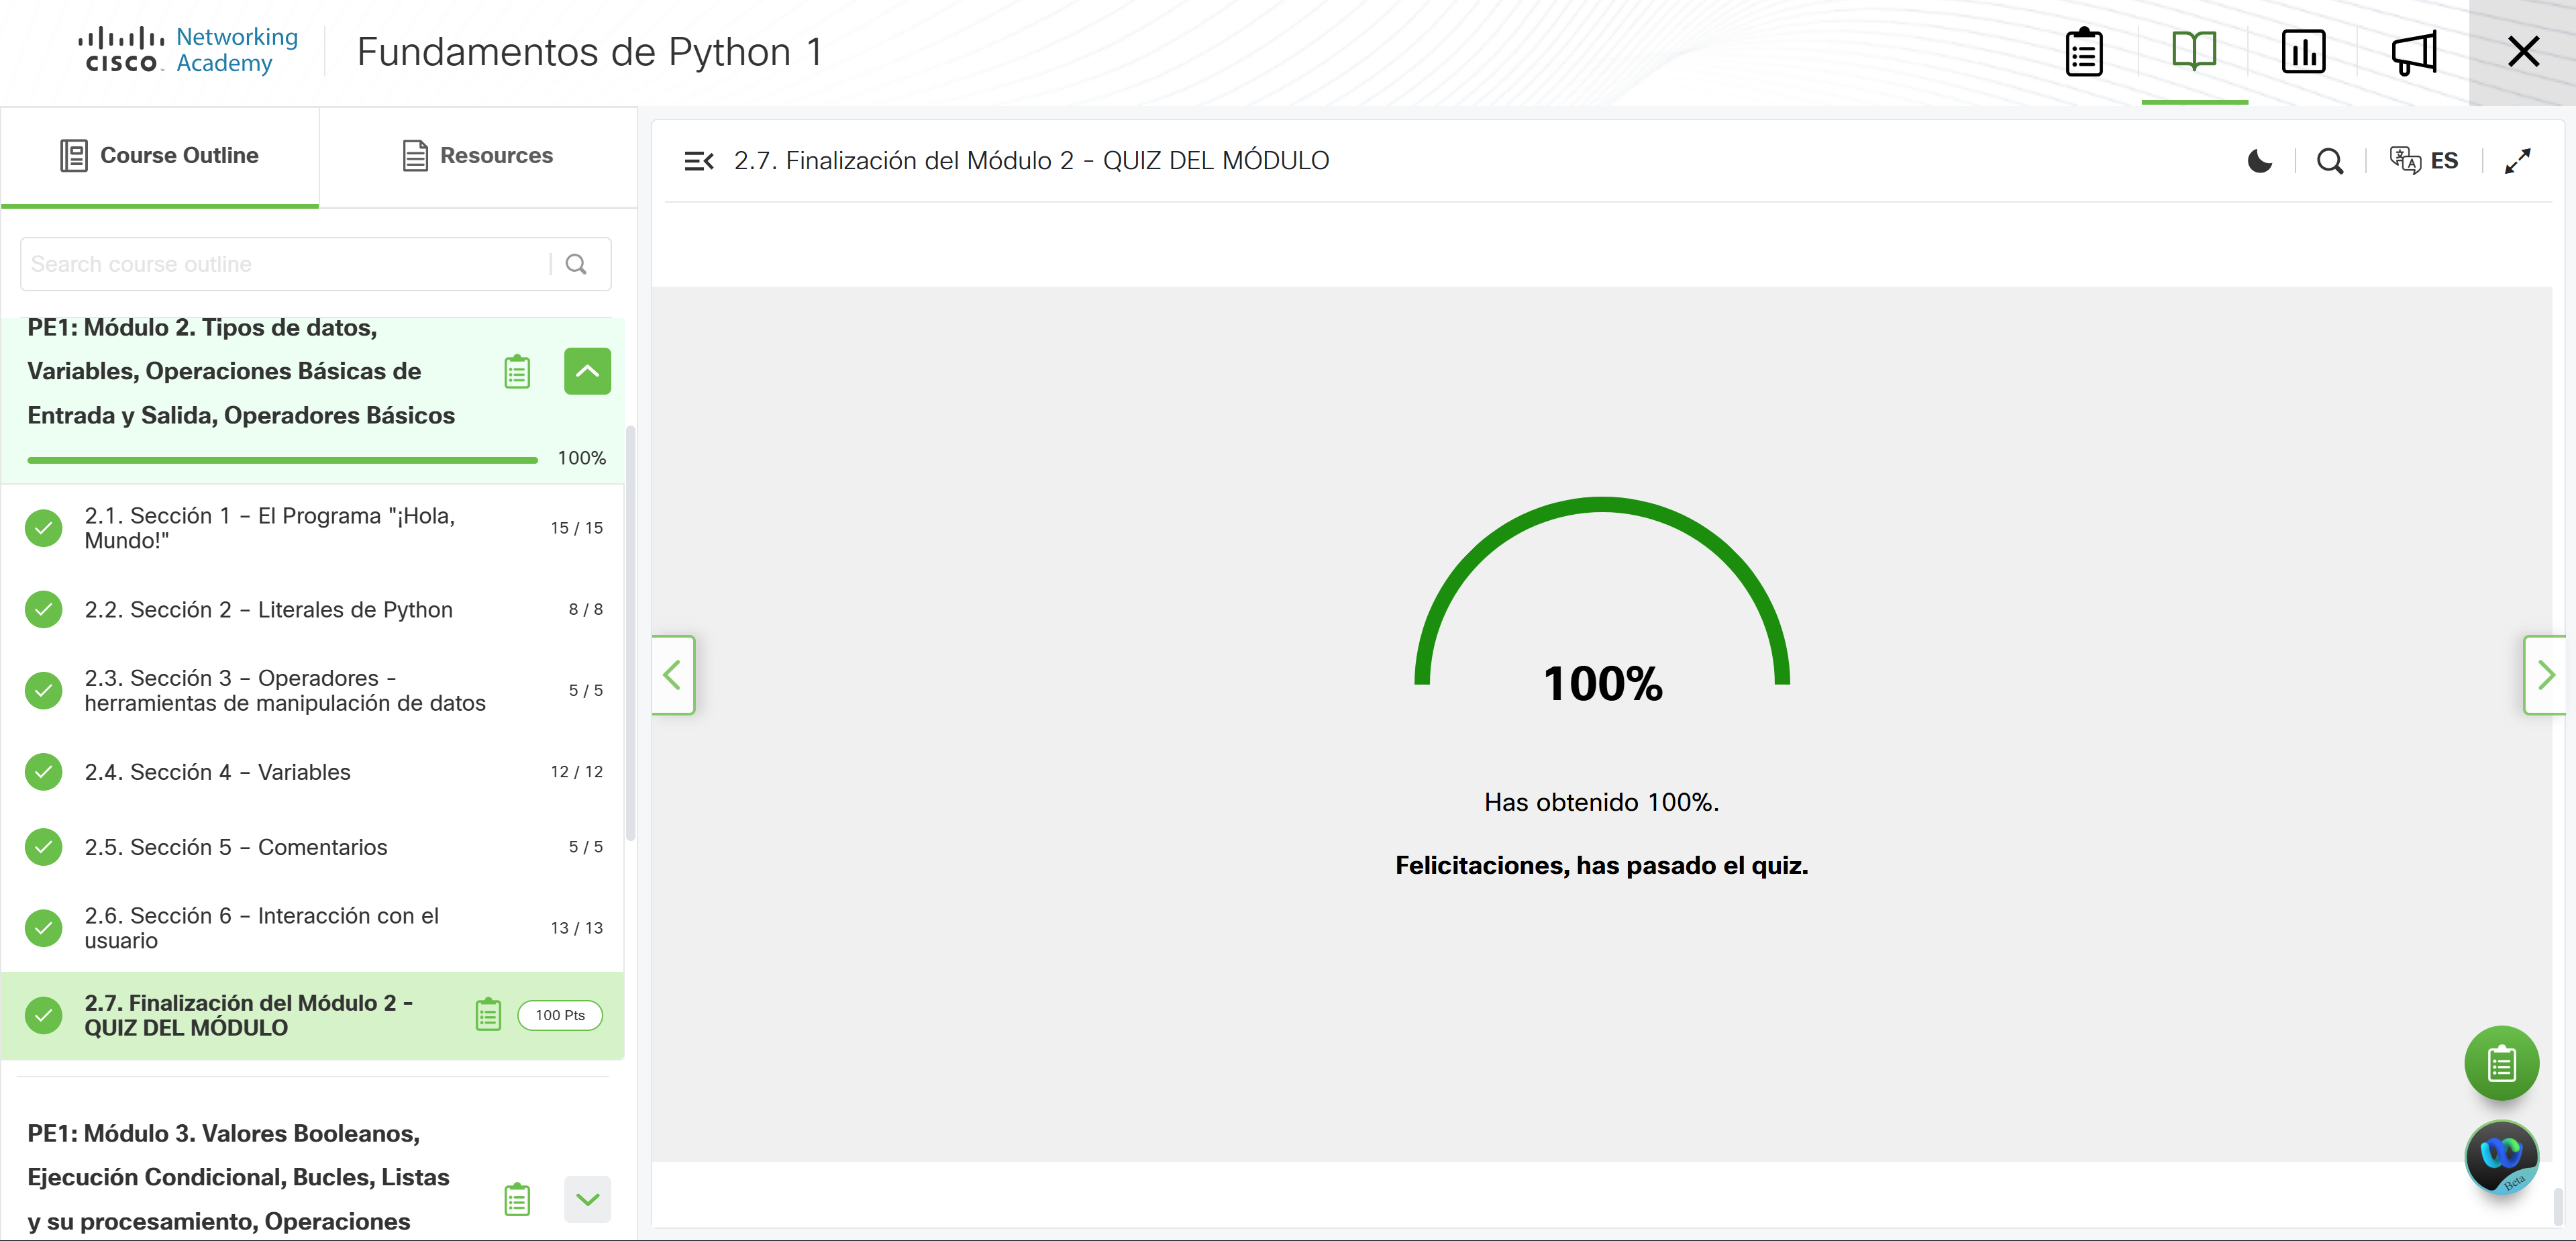 CISCO
Networking
Academy
Fundamentos de Python 1
Course Outline
Resources
Search course outline
PE1: Módulo 2. Tipos de datos,
Variables, Operaciones Básicas de
Entrada y Salida, Operadores Básicos
100%
2.1. Sección 1 – El Programa "¡Hola,
Mundo!"
15 / 15
2.2. Sección 2 – Literales de Python
8 / 8
2.3. Sección 3 – Operadores -
herramientas de manipulación de datos
5 / 5
2.4. Sección 4 – Variables
12 / 12
2.5. Sección 5 – Comentarios
5 / 5
2.6. Sección 6 – Interacción con el
usuario
13 / 13
2.7. Finalización del Módulo 2 -
QUIZ DEL MÓDULO
100 Pts
PE1: Módulo 3. Valores Booleanos,
Ejecución Condicional, Bucles, Listas
y su procesamiento, Operaciones
2.7. Finalización del Módulo 2 - QUIZ DEL MÓDULO
ES
100%
Has obtenido 100%.
Felicitaciones, has pasado el quiz.
Beta